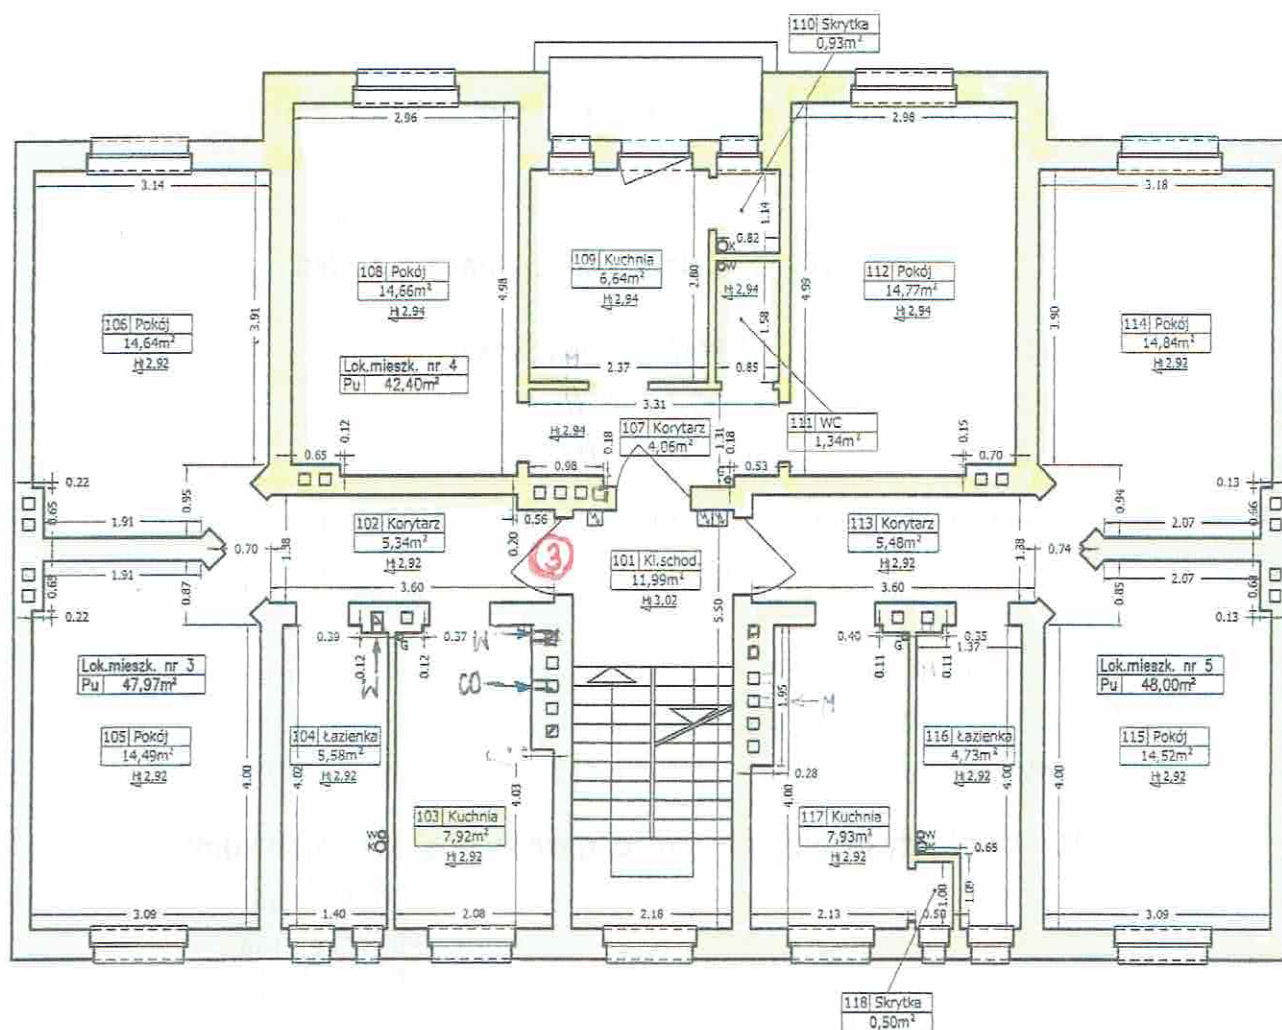 110 Skrytka
0,93m²
2.96
2.98
3.14
3.18
1.14
0.82
K
W
108 Pokój
14,66m²
H:2.94
4.98
109 Kuchnia
6,64m²
H:2.94
2.80
H:2.94
1.58
4.99
112 Pokój
14,77m²
H:2.94
3.91
3.90
106 Pokój
14,64m²
H:2.92
114 Pokój
14,84m²
H:2.92
Lok.mieszk. nr 4
Pu 42,40m²
M
2.37
0.85
3.31
H:2.94
107 Korytarz
4,06m²
1.31
111 WC
1,34m²
0.65
0.12
0.98
0.18
0.18
G
0.53
0.15
0.70
0.22
0.65
1.91
0.95
0.13
0.66
2.07
0.94
102 Korytarz
5,34m²
H:2.92
0.56
0.20
113 Korytarz
5,48m²
H:2.92
0.70
1.38
3
101 Kl.schod.
11,99m²
H:3.02
1.38
0.74
1.91
0.87
0.65
0.22
3.60
3.60
2.07
0.85
0.68
0.13
5.50
0.39
0.12
G
0.12
0.37
W
0.40
0.11
G
0.11
0.35
1.37
Lok.mieszk. nr 3
Pu 47,97m²
W
CO
1.95
M
Lok.mieszk. nr 5
Pu 48,00m²
105 Pokój
14,49m²
H:2.92
104 Łazienka
5,58m²
H:2.92
116 Łazienka
4,73m²
H:2.92
115 Pokój
14,52m²
H:2.92
4.00
4.02
4.03
0.28
4.00
4.00
4.00
103 Kuchnia
7,92m²
H:2.92
117 Kuchnia
7,93m²
H:2.92
W
K
W
K
0.65
1.00
1.09
3.09
1.40
2.08
2.18
2.13
0.50
3.09
118 Skrytka
0,50m²